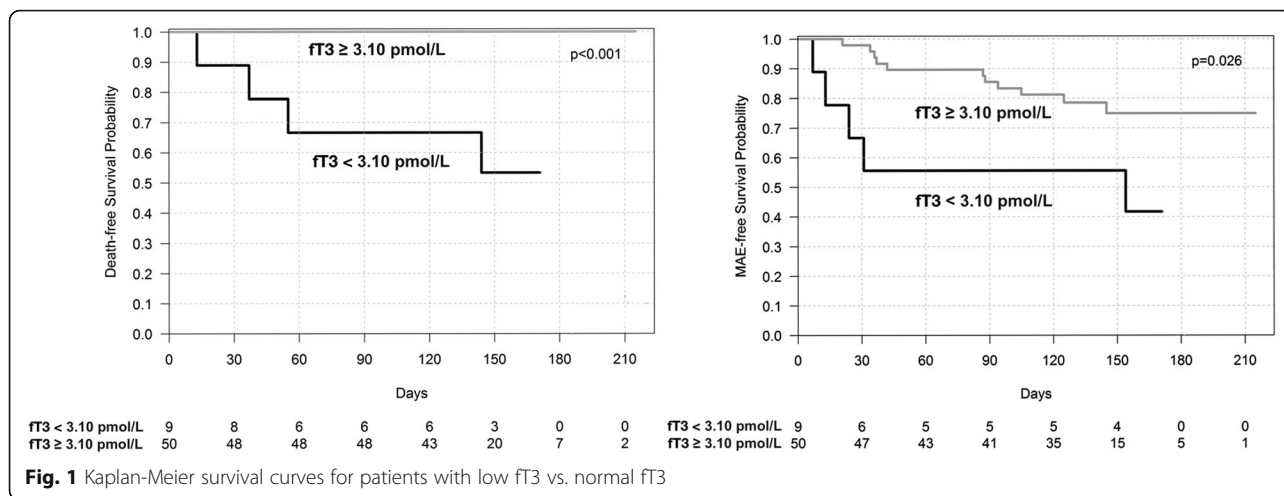 Death-free Survival Probability
1.0
0.9
0.8
0.7
0.6
0.5
0.4
0.3
0.2
0.1
0.0
fT3 ≥ 3.10 pmol/L
p<0.001
fT3 < 3.10 pmol/L
0 30 60 90 120 150 180 210
Days
fT3 < 3.10 pmol/L 9 8 6 6 6 3 0 0
fT3 ≥ 3.10 pmol/L 50 48 48 48 43 20 7 2
MAE-free Survival Probability
1.0
0.9
0.8
0.7
0.6
0.5
0.4
0.3
0.2
0.1
0.0
p=0.026
fT3 ≥ 3.10 pmol/L
fT3 < 3.10 pmol/L
0 30 60 90 120 150 180 210
Days
fT3 < 3.10 pmol/L 9 6 5 5 5 4 0 0
fT3 ≥ 3.10 pmol/L 50 47 43 41 35 15 5 1
Fig. 1 Kaplan-Meier survival curves for patients with low fT3 vs. normal fT3